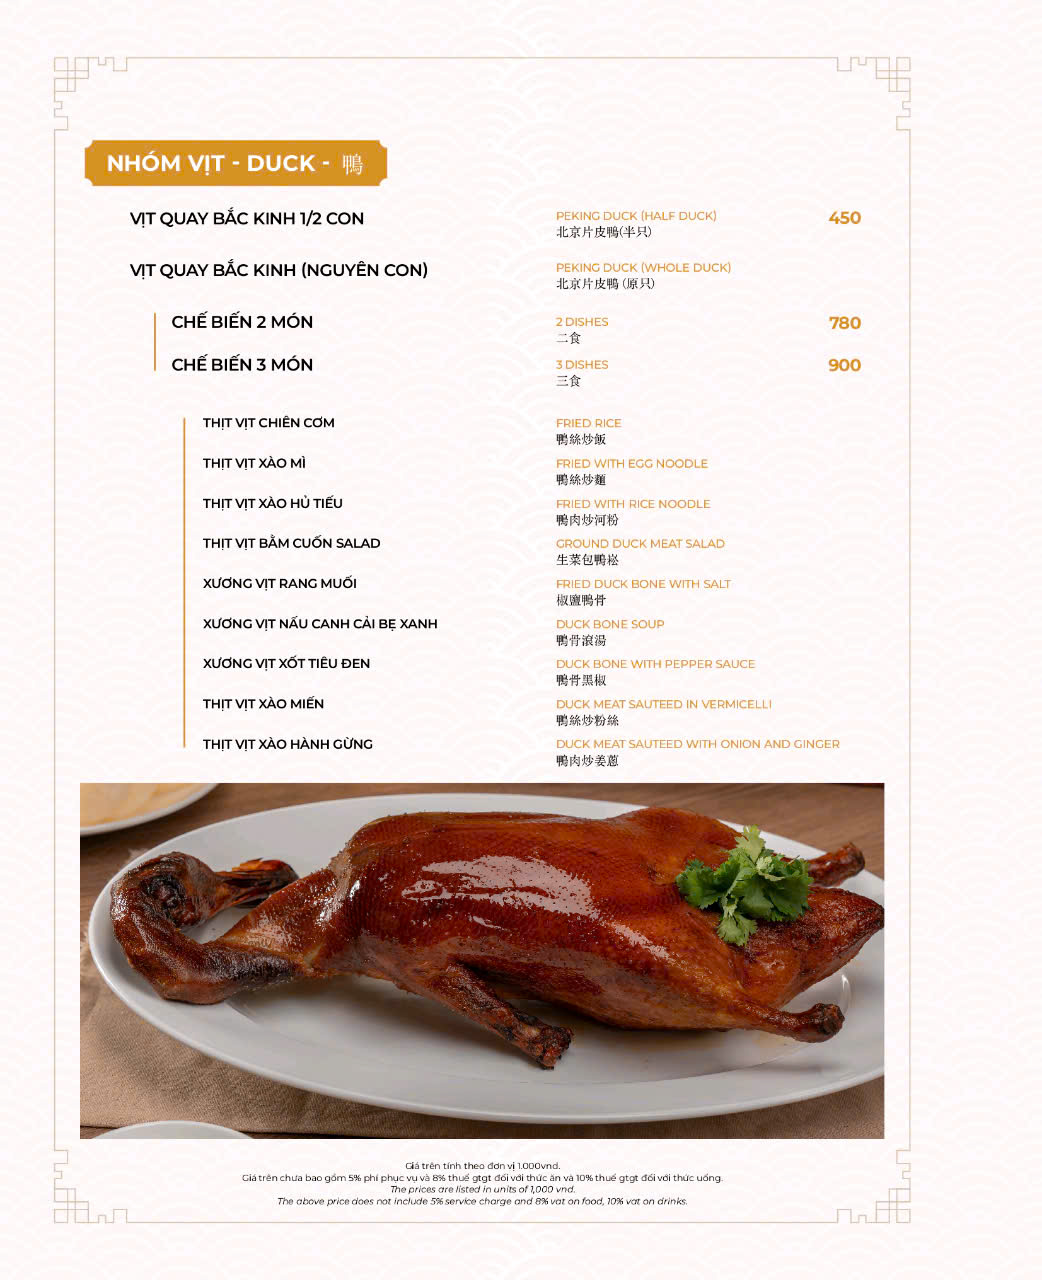 NHÓM VỊT - DUCK - 鴨
VỊT QUAY BẮC KINH 1/2 CON
PEKING DUCK (HALF DUCK)
450
北京片皮鴨(半只)
VỊT QUAY BẮC KINH (NGUYÊN CON)
PEKING DUCK (WHOLE DUCK)
北京片皮鴨 (原只)
CHẾ BIẾN 2 MÓN
2 DISHES
780
二食
CHẾ BIẾN 3 MÓN
3 DISHES
900
三食
THỊT VỊT CHIÊN CƠM
FRIED RICE
鴨絲炒飯
THỊT VỊT XÀO MÌ
FRIED WITH EGG NOODLE
鴨絲炒麵
THỊT VỊT XÀO HỦ TIẾU
FRIED WITH RICE NOODLE
鴨肉炒河粉
THỊT VỊT BẰM CUỐN SALAD
GROUND DUCK MEAT SALAD
生菜包鴨崧
XƯƠNG VỊT RANG MUỐI
FRIED DUCK BONE WITH SALT
椒鹽鴨骨
XƯƠNG VỊT NẤU CANH CẢI BẸ XANH
DUCK BONE SOUP
鴨骨滾湯
XƯƠNG VỊT XỐT TIÊU ĐEN
DUCK BONE WITH PEPPER SAUCE
鴨骨黑椒
THỊT VỊT XÀO MIẾN
DUCK MEAT SAUTEED IN VERMICELLI
鴨絲炒粉絲
THỊT VỊT XÀO HÀNH GỪNG
DUCK MEAT SAUTEED WITH ONION AND GINGER
鴨肉炒姜蔥
Giá trên tính theo đơn vị 1.000vnd.
Giá trên chưa bao gồm 5% phí phục vụ và 8% thuế gtgt đối với thức ăn và 10% thuế gtgt đối với thức uống.
The prices are listed in units of 1,000 vnd.
The above price does not include 5% service charge and 8% vat on food, 10% vat on drinks.